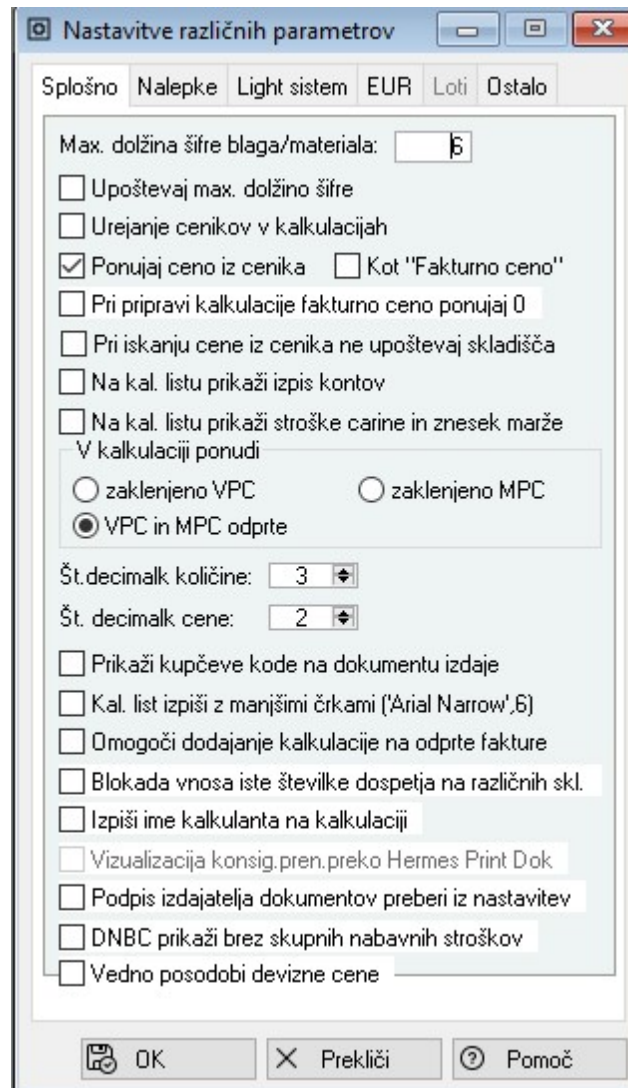 Nastavitve različnih parametrov
Splošno Nalepke Light sistem EUR Loti Ostalo
Max. dolžina šifre blaga/materiala: 6
Upoštevaj max. dolžino šifre
Urejanje cenikov v kalkulacijah
Ponujaj ceno iz cenika Kot "Fakturno ceno"
Pri pripravi kalkulacije fakturno ceno ponujaj 0
Pri iskanju cene iz cenika ne upoštevaj skladišča
Na kal. listu prikaži izpis kontov
Na kal. listu prikaži stroške carine in znesek marže
V kalkulaciji ponudi
zaklenjeno VPC zaklenjeno MPC
VPC in MPC odprte
Št.decimalk količine: 3
Št. decimalk cene: 2
Prikaži kupčeve kode na dokumentu izdaje
Kal. list izpiši z manjšimi črkami ('Arial Narrow',6)
Omogoči dodajanje kalkulacije na odprte fakture
Blokada vnosa iste številke dospetja na različnih skl.
Izpiši ime kalkulanta na kalkulaciji
Vizualizacija konsig.pren.preko Hermes Print Dok
Podpis izdajatelja dokumentov preberi iz nastavitev
DNBC prikaži brez skupnih nabavnih stroškov
Vedno posodobi devizne cene
OK Prekliči Pomoč